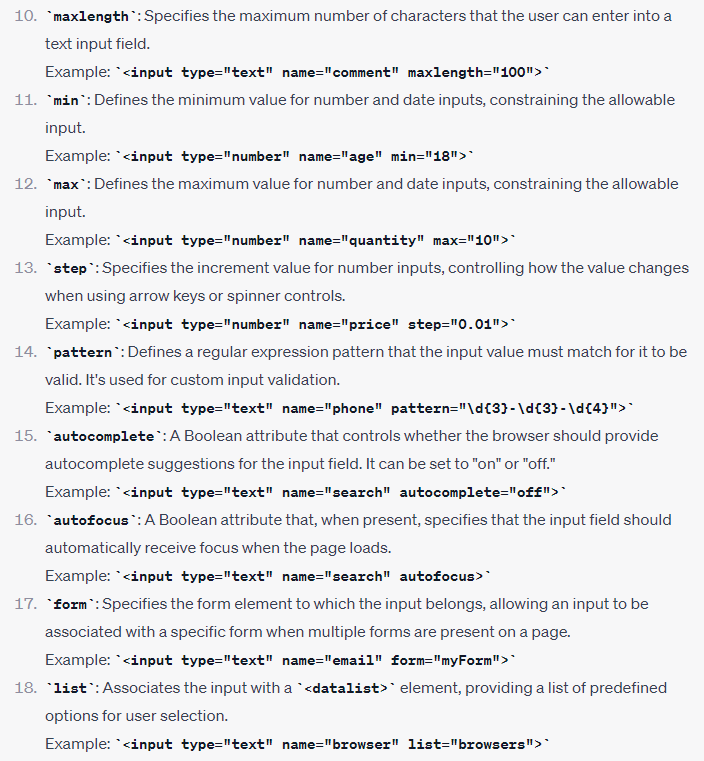 10. `maxlength`: Specifies the maximum number of characters that the user can enter into a
text input field.
Example: `<input type="text" name="comment" maxlength="100">`
11. `min`: Defines the minimum value for number and date inputs, constraining the allowable
input.
Example: `<input type="number" name="age" min="18">`
12. `max`: Defines the maximum value for number and date inputs, constraining the allowable
input.
Example: `<input type="number" name="quantity" max="10">`
13. `step`: Specifies the increment value for number inputs, controlling how the value changes
when using arrow keys or spinner controls.
Example: `<input type="number" name="price" step="0.01">`
14. `pattern`: Defines a regular expression pattern that the input value must match for it to be
valid. It's used for custom input validation.
Example: `<input type="text" name="phone" pattern="\d{3}-\d{3}-\d{4}">`
15. `autocomplete`: A Boolean attribute that controls whether the browser should provide
autocomplete suggestions for the input field. It can be set to "on" or "off."
Example: `<input type="text" name="search" autocomplete="off">`
16. `autofocus`: A Boolean attribute that, when present, specifies that the input field should
automatically receive focus when the page loads.
Example: `<input type="text" name="search" autofocus>`
17. `form`: Specifies the form element to which the input belongs, allowing an input to be
associated with a specific form when multiple forms are present on a page.
Example: `<input type="text" name="email" form="myForm">`
18. `list`: Associates the input with a `<datalist>` element, providing a list of predefined
options for user selection.
Example: `<input type="text" name="browser" list="browsers">`